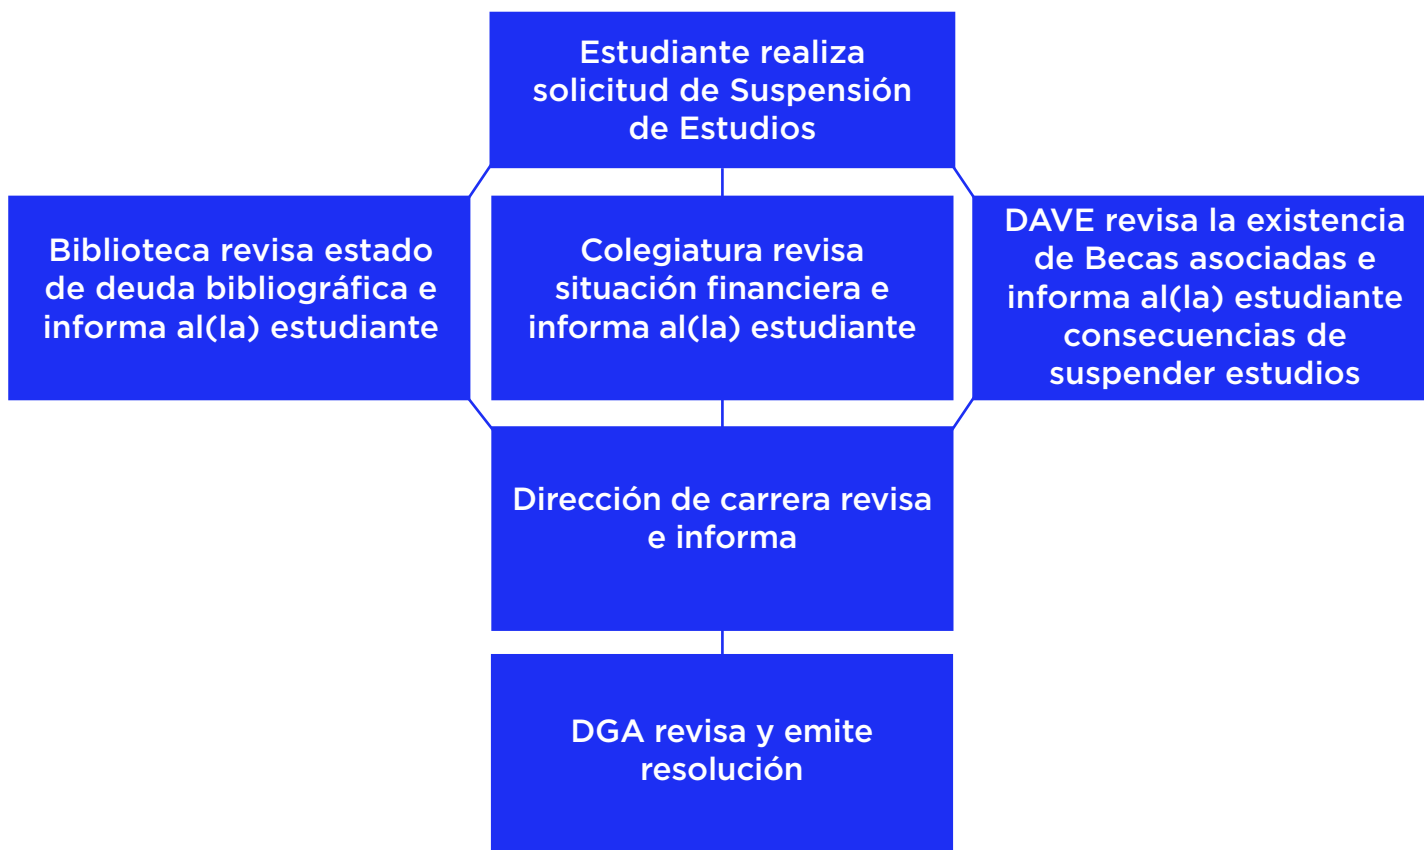 Estudiante realiza
solicitud de Suspensión
de Estudios
Biblioteca revisa estado
de deuda bibliográfica e
informa al(la) estudiante
Colegiatura revisa
situación financiera e
informa al(la) estudiante
DAVE revisa la existencia
de Becas asociadas e
informa al(la) estudiante
consecuencias de
suspender estudios
Dirección de carrera revisa
e informa
DGA revisa y emite
resolución